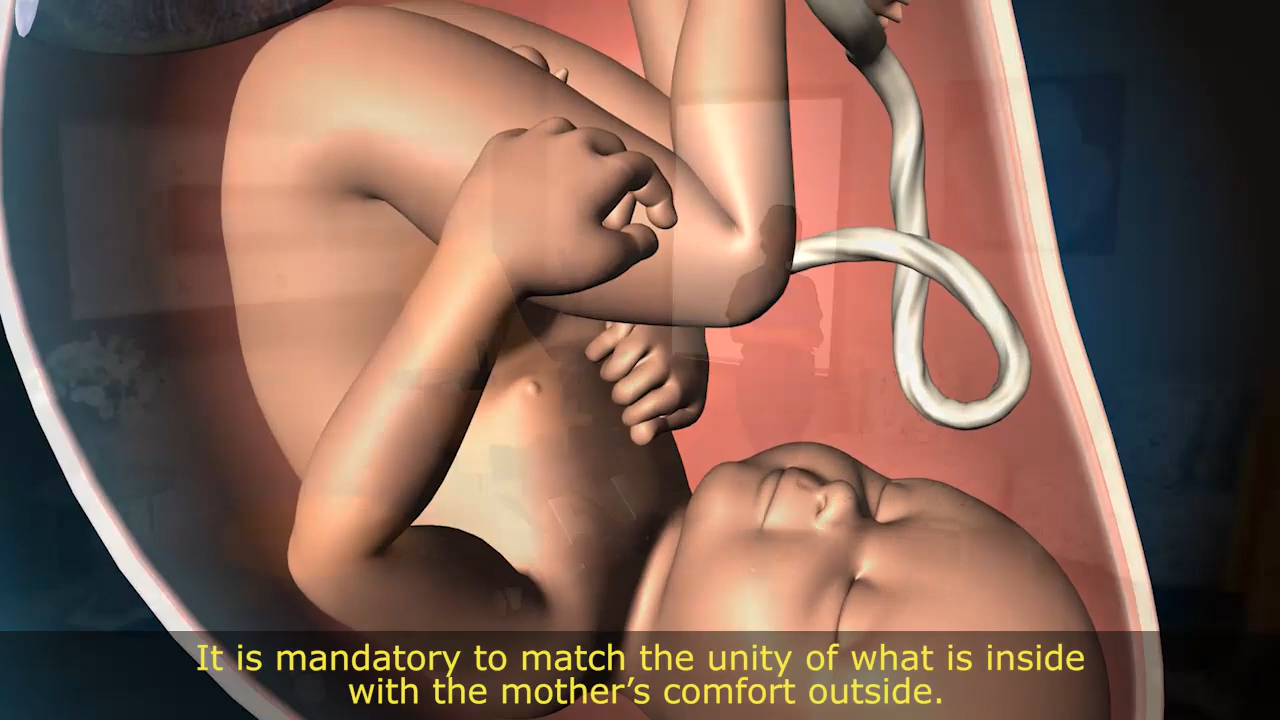 It is mandatory to match the unity of what is inside
with the mother’s comfort outside.